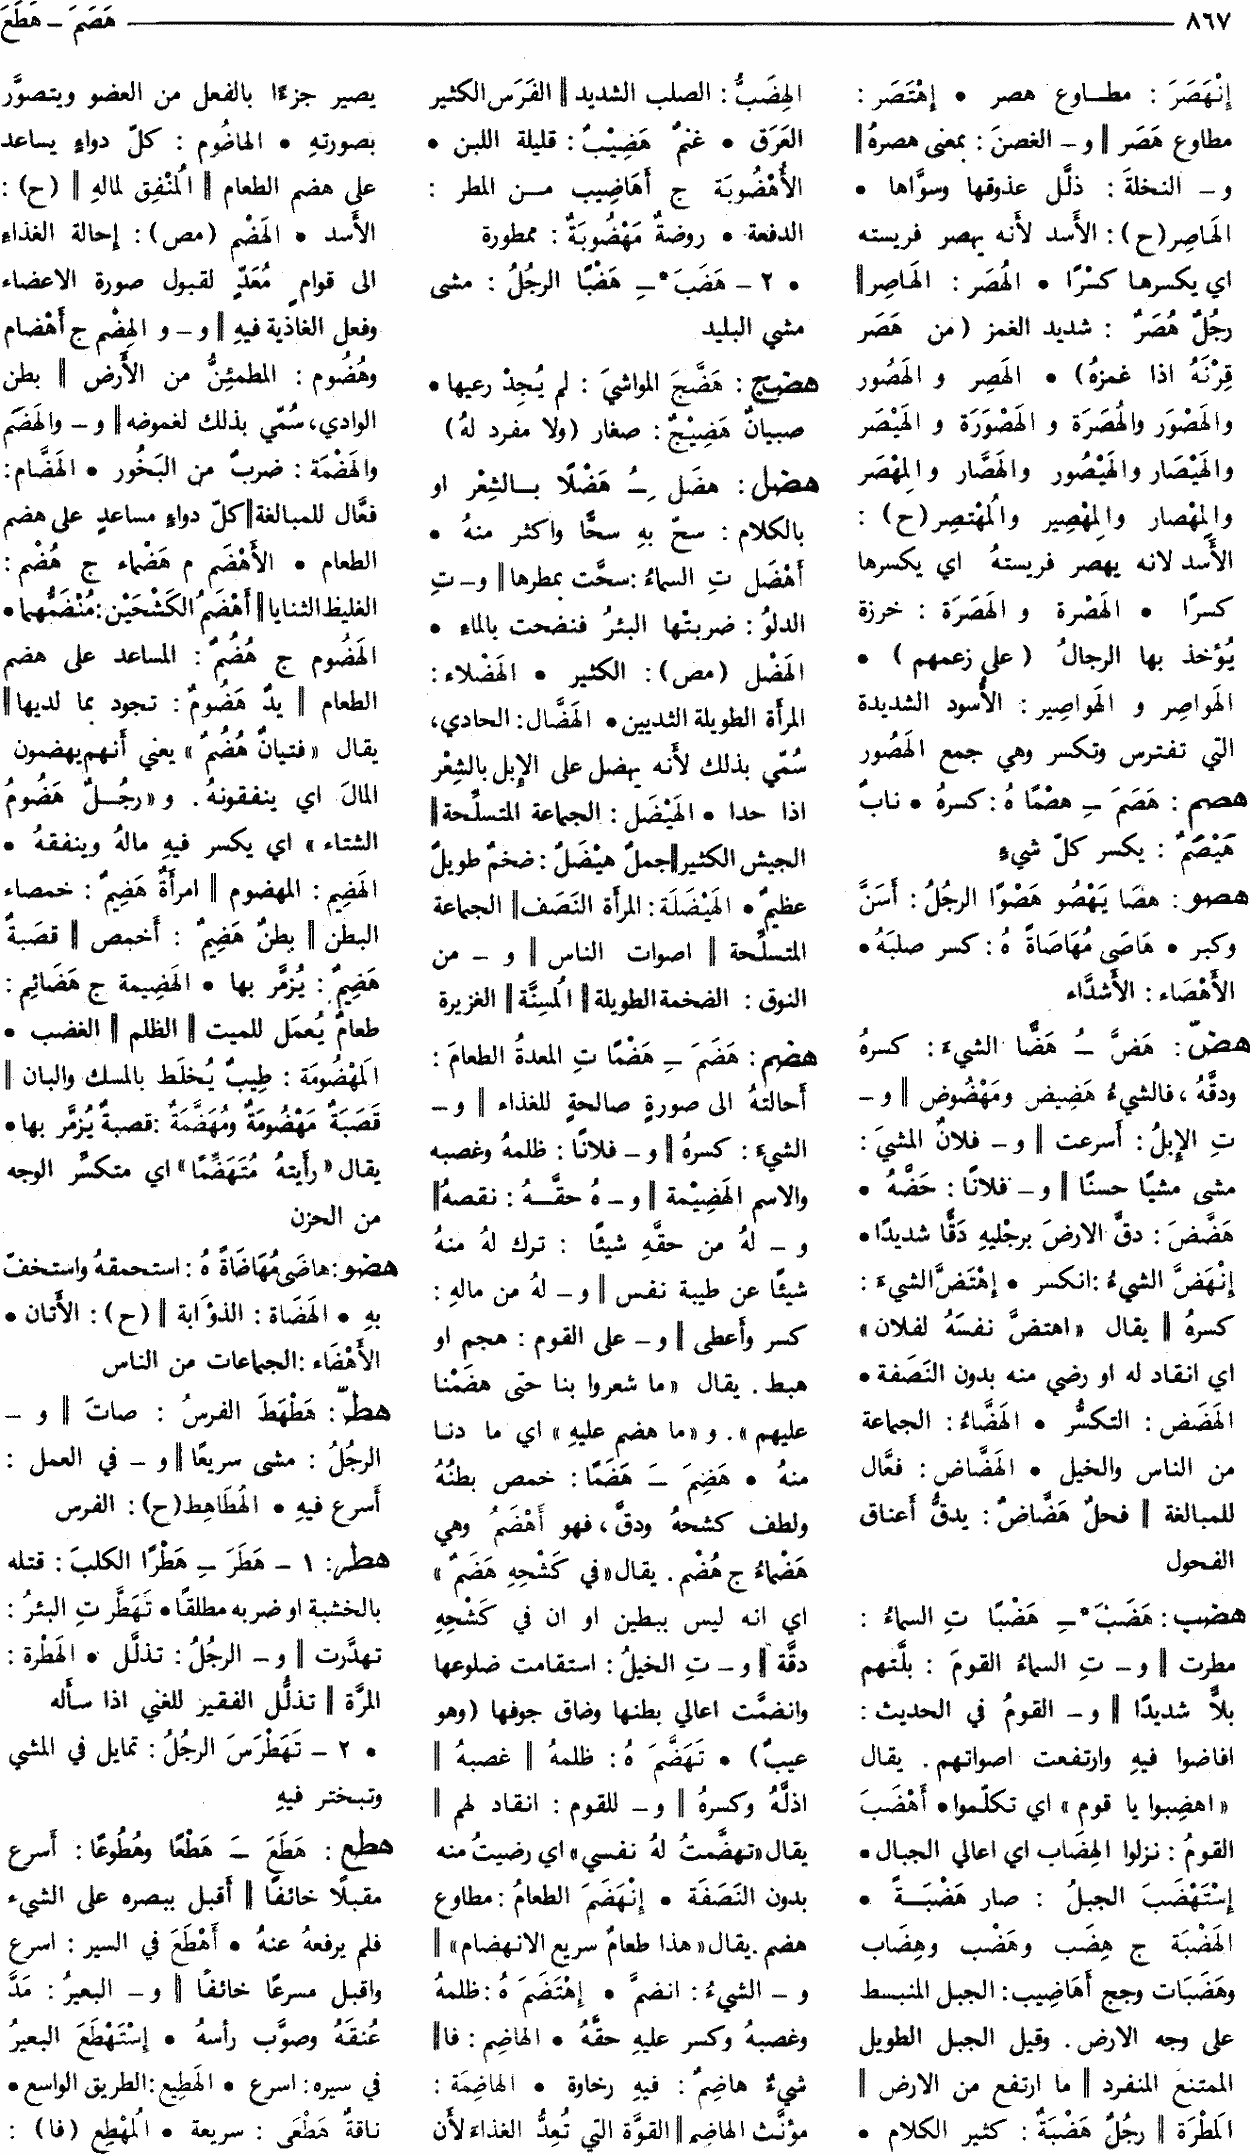 ٨٦٧ هَصَمَ – هَطَعَ
إِنْهَصَرَ : مطاوع هصر • إِهْتَصَر :
مطاوع هَصَر ‖ و – الغصنَ : بمعنى هصرهُ ‖
و – النخلةَ : ذلَّل عذوقها وسوَّاها •
الهَاصِر (ح) : الأَسد لأَنه يهصر فريسته
اي يكسرها كسْرًا • الهُصَر : الهَاصِر ‖
رجُلٌ هُصَرٌ : شديد الغمز (من هَصَر
قِرْنَهُ اذا غمزهُ) • الهَصِر و الهَصُور
والهَصْوَر والهُصَرَة و الهَصْوَرَة و الهَيْصَر
والهَيْصَار والهَيْصُور والهَصَّار و المِهْصَر
والمِهْصار والمِهْصِير والمُهْتصِر (ح) :
الأَسد لانه يهصر فريستهُ اي يكسرها
كسرًا • الهَصْرة و الهَصَرَة : خرزة
يُؤخذ بها الرجالُ (على زعمهم) •
الهَواصِر و الهَواصِير : الأُسود الشديدة
التي تفترس وتكسر وهي جمع الهَصُور
هصم : هَصَمَ ـِ هصْمًا هُ : كسرهُ • نابٌ
هَيْصَمٌ : يكسر كلّ شيءٍ
هصو : هصَا يَهْصُو هَصْوًا الرجُلُ : أَسَنَّ
وكبر • هَاصَى مُهَاصَاةً هُ : كسر صلبَهُ •
الأَهْصَاء : الأَشدَّاء
هضّ : هَضَّ ـُ هَضًّا الشيءَ : كسرهُ
ودقَّهُ ، فالشيءُ هَضِيض ومَهْضُوض ‖ و –
تِ الإِبلُ : أَسرعت ‖ و – فلانٌ المشيَ :
مشى مشيًا حسنًا ‖ و – فلانًا : حَضَّهُ •
هَضَّضَ : دقَّ الارضَ برجْليهِ دَقًّا شديدًا •
إِنْهَضَّ الشيءُ : انكسر • إِهْتَضَّ الشيءَ :
كسرهُ ‖ يقال « اهتضَّ نفسَهُ لفلان »
اي انقاد له او رضي منه بدون النَصَفة •
الهَضَض : التكسُّر • الهَضَّاءُ : الجماعة
من الناس والخيل • الهَضَّاض : فعَّال
للمبالغة ‖ فحلٌ هَضَّاضٌ : يدقُّ أَعناق
الفحول
هضب : هَضَبَ* ـِ هَضْبًا تِ السماءُ :
مطرت ‖ و – تِ السماءُ القومَ : بلَّتهم
بلًّا شديدًا ‖ و – القومُ في الحديث :
افاضوا فيهِ وارتفعت اصواتهم . يقال
« اهضِبوا يا قوم » اي تكلّموا • أَهْضَبَ
القومُ : نزلوا الهِضَاب اي اعالي الجبال •
إِسْتَهْضَبَ الجبلُ : صار هَضْبَةً •
الهَضْبَة ج هِضَب وهَضْب وهِضَاب
وهَضَبَات وجج أَهَاضِيب : الجبل المنبسط
على وجه الارض . وقيل الجبل الطويل
الممتنع المنفرد ‖ ما ارتفع من الارض ‖
المَطْرَة ‖ رجُلٌ هَضْبَةٌ : كثير الكلام •
الهِضَبُّ : الصلب الشديد ‖ الفَرَس الكثير
العَرَق • غنمٌ هَضِيْبٌ : قليلة اللبن •
الأُهْضُوبَة ج أَهَاضِيب من المطر :
الدفعة • روضةٌ مَهْضُوبَةٌ : ممطورة
• ٢ – هَضَبَ* ـِ هَضْبًا الرجُلُ : مشى
مشي البليد
هضج : هَضَّجَ المواشيَ : لم يُجِدْ رعيها •
صبيانٌ هَضِيْجٌ : صغار (ولا مفرد لهُ)
هضل : هضَل ـُِ هَضْلًا بالشِعْر او
بالكلام : سحّ بهِ سحًّا واكثر منهُ •
أَهْضَل تِ السماءُ : سحَّت بمطرها ‖ و – تِ
الدلوُ : ضربتْها البئرُ فنضحت بالماءِ •
الهَضْل (مص) : الكثير • الهَضْلاء :
المرأَة الطويلة الثديين • الهَضَّال : الحادي،
سُمّي بذلك لأَنه يهضل على الإِبل بالشِعْر
اذا حدا • الهَيْضَل : الجماعة المتسلّحة ‖
الجيش الكثير ‖ جملٌ هيْضَلٌ : ضخمٌ طويلٌ
عظيمٌ • الهَيْضَلَة : المرأَة النَصَف ‖ الجماعة
المتسلّحة ‖ اصوات الناس ‖ و – من
النوق : الضخمة الطويلة ‖ المُسِنَّة ‖ الغزيرة
هضم : هَضَمَ ـِ هَضْمًا تِ المعدةُ الطعامَ :
أَحالتهُ الى صورةٍ صالحةٍ للغذاء ‖ و –
الشيءَ : كسرهُ ‖ و – فلانًا : ظلمهُ وغصبه
والاسم الهَضِيْمة ‖ و – هُ حقَّهُ : نقصهُ ‖
و – لهُ من حقّهِ شيئًا : ترك لهُ منهُ
شيئًا عن طيبة نفس ‖ و – لهُ من مالهِ :
كسر وأَعطى ‖ و – على القوم : هجم او
هبط . يقال « ما شعروا بنا حتى هضَمْنا
عليهم » . و « ما هضم عليهِ » اي ما دنا
منهُ • هَضِمَ ـَ هَضَمًا : خمص بطنُهُ
ولطف كشحهُ ودقَّ ، فهو أَهْضَمُ وهي
هَضْماءُ ج هُضْم . يقال « في كَشْحِهِ هَضَمٌ »
اي انه ليس ببطين او ان في كَشْحِهِ
دقَّة ‖ و – تِ الخيلُ : استقامت ضلوعها
وانضمَّت اعالي بطنها وضاق جوفها (وهو
عيبٌ) • تَهَضَّمَ هُ : ظلمهُ ‖ غصبهُ ‖
اذلَّهُ وكسرهُ ‖ و – للقوم : انقاد لهم ‖
يقال « تهضَّمتُ لهُ نفسي » اي رضيتُ منه
بدون النَصَفَة • إِنْهَضَمَ الطعامُ : مطاوع
هضم . يقال « هذا طعامٌ سريع الانهضام » ‖
و – الشيءُ : انضمَّ • إِهْتَضَمَ هُ : ظلمهُ
وغصبهُ وكسر عليهِ حقَّهُ • الهاضِم : فا ‖
شيءٌ هاضِمٌ : فيهِ رخاوة • الهاضِمَة :
مؤنَّث الهاضِم ‖ القوَّة التي تُعِدُّ الغذاء لأَن
يصير جزءًا بالفعل من العضو ويتصوَّر
بصورتهِ • الهاضُوم : كلّ دواءٍ يساعد
على هضم الطعام ‖ المُنْفِق لمالهِ ‖ (ح) :
الأَسد • الهَضْم (مص) : إِحالة الغذاءِ
الى قوامٍ مُعَدٍّ لقبول صورة الاعضاء
وفعل الغاذية فيهِ ‖ و – و الهِضْم ج أَهْضام
وهُضُوم : المطمئِنُّ من الأَرض ‖ بطن
الوادي، سُمّي بذلك لغموضه ‖ و – والهَضَم
والهَضْمَة : ضربٌ من البَخُور • الهَضَّام :
فعَّال للمبالغة ‖ كلّ دواءٍ مساعدٍ على هضم
الطعام • الأَهْضَم م هَضْماء ج هُضْم :
الغليظ الثنايا ‖ أَهْضَمُ الكَشْحَيْن : مُنْضَمُّهما •
الهَضُوم ج هُضُمٌ : المساعد على هضم
الطعام ‖ يدٌ هَضُومٌ : تجود بما لديها ‖
يقال « فتيانٌ هُضُمٌ » يعني أَنهم يهضمون
المالَ اي ينفقونهُ . و « رجُلٌ هَضُومُ
الشتاء » اي يكسر فيهِ مالهُ وينفقهُ •
الهَضِيم : المهضوم ‖ امرأَةٌ هَضِيمٌ : خمصاء
البطن ‖ بطنٌ هَضِيمٌ : أَخمص ‖ قصَبةٌ
هَضِيمٌ : يُزمَّر بها • الهَضِيمة ج هَضَائِم :
طعامٌ يُعمَل للميت ‖ الظلم ‖ الغضب •
المَهْضُومَة : طِيبٌ يُخلَط بالمسك والبان ‖
قَصَبَةٌ مَهْضُومَةٌ ومُهَضَّمَةٌ : قصبةٌ يُزمَّر بها •
يقال « رأَيتهُ مُتَهَضِّمًا » اي متكسِّر الوجه
من الحزن
هضو : هاضَى مُهَاضَاةً هُ : استحمقهُ واستخفّ
بهِ • الهَضَاة : الذؤَابة ‖ (ح) : الأَتان •
الأَهْضَاء : الجماعات من الناس
هطّ : هَطْهَطَ الفرسُ : صاتَ ‖ و –
الرجُلُ : مشى سريعًا ‖ و – في العمل :
أَسرع فيهِ • الهُطَاهِط (ح) : الفرس
هطر : ١ – هَطَرَ ـِ هَطْرًا الكلبَ : قتله
بالخشبة او ضربه مطلقًا • تَهَطَّر تِ البئرُ :
تهدَّرت ‖ و – الرجُلُ : تذلَّل • الهَطْرة :
المَرَّة ‖ تذلُّل الفقير للغني اذا سأَله
• ٢ – تَهَطْرَسَ الرجُلُ : تمايل في المشي
وتبختر فيهِ
هطع : هَطَعَ ـَ هَطْعًا وهُطُوعًا : أَسرع
مقبلًا خائفًا ‖ أَقبل ببصره على الشيء
فلم يرفعهُ عنهُ • أَهْطَعَ في السير : اسرع
واقبل مسرعًا خائفًا ‖ و – البعيرُ : مَدَّ
عُنقَهُ وصوَّب رأسهُ • إِسْتَهْطَعَ البعيرُ
في سيره : اسرع • الهَطِيع : الطريق الواسع •
ناقةٌ هَطْعَى : سريعة • المُهْطِع (فا) :